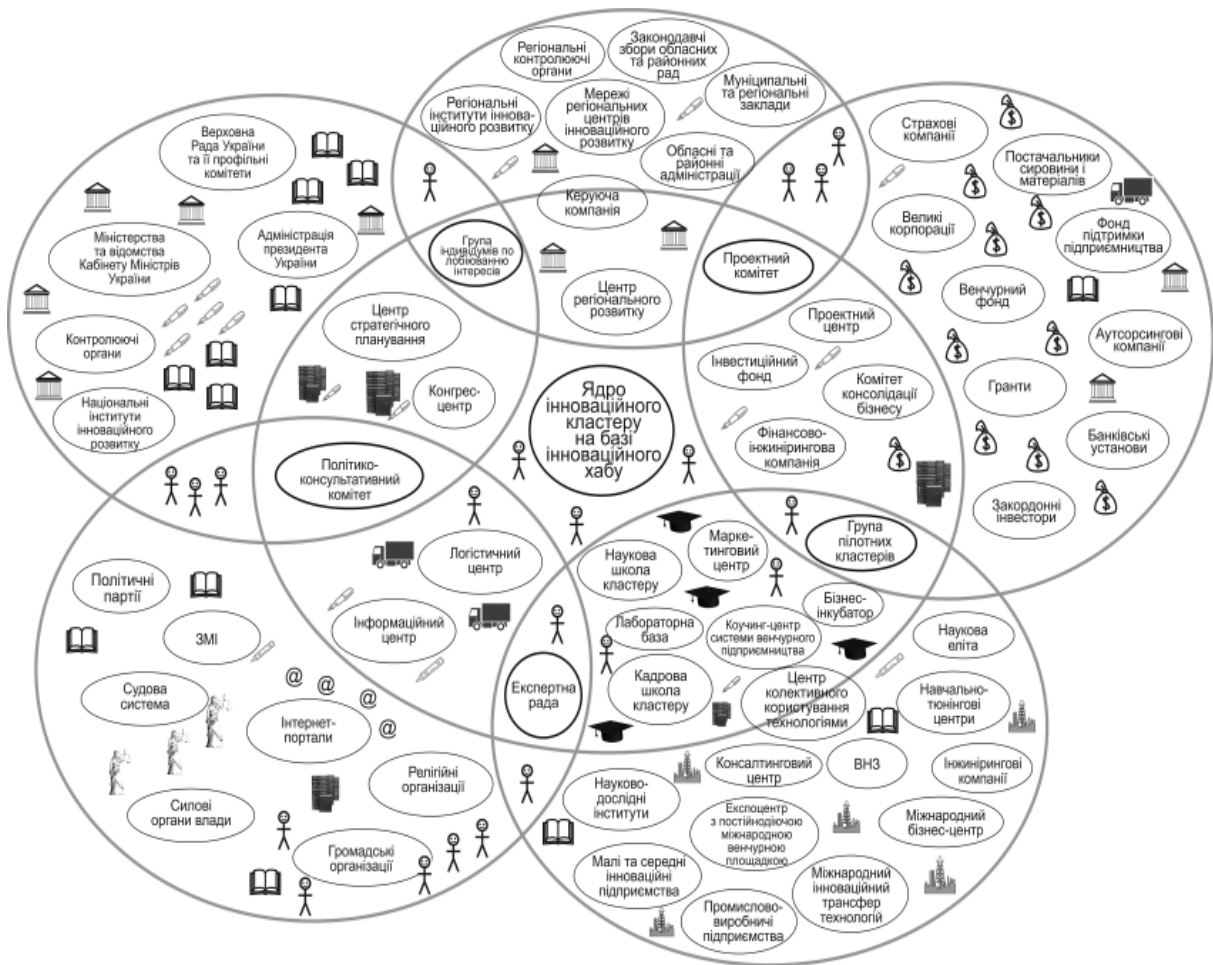 Регіональні
контролюючі
органи
Законодавчі
збори обласних
та районних
рад
Муніципальні
та регіональні
заклади
Регіональні
інститути іннова-
ційного розвитку
Мережі
регіональних
центрів
інноваційного
розвитку
Обласні та
районні
адміністрації
Керуюча
компанія
Центр
регіонального
розвитку
Верховна
Рада України
та її профільні
комітети
Міністерства
та відомства
Кабінету Міністрів
України
Адміністрація
президента
України
Контролюючі
органи
Національні
інститути
інноваційного
розвитку
Група
індивідумів по
лобіюванню
інтересів
Проектний
комітет
Страхові
компанії
Постачальники
сировини і
матеріалів
Великі
корпорації
Фонд
підтримки
підприємництва
Венчурний
фонд
Аутсорсингові
компанії
Гранти
Банківські
установи
Закордонні
інвестори
Центр
стратегічного
планування
Конгрес-
центр
Проектний
центр
Інвестиційний
фонд
Комітет
консолідації
бізнесу
Фінансово-
інжинірингова
компанія
Ядро
інноваційного
кластеру
на базі
інноваційного
хабу
Політико-
консультативний
комітет
Група
пілотних
кластерів
Логістичний
центр
Інформаційний
центр
Наукова
школа
кластеру
Марке-
тинговий
центр
Бізнес-
інкубатор
Лабораторна
база
Коучинг-центр
системи венчурного
підприємництва
Кадрова
школа
кластеру
Центр
колективного
користування
технологіями
Експертна
рада
Політичні
партії
ЗМІ
Судова
система
@
@
@
@
Інтернет-
портали
Релігійні
організації
Силові
органи влади
Громадські
організації
Наукова
еліта
Навчально-
тюнінгові
центри
Консалтинговий
центр
ВНЗ
Інжинірингові
компанії
Науково-
дослідні
інститути
Експоцентр
з постійнодіючою
міжнародною
венчурною
площадкою
Міжнародний
бізнес-центр
Малі та середні
інноваційні
підприємства
Міжнародний
інноваційний
трансфер
технологій
Промислово-
виробничі
підприємства